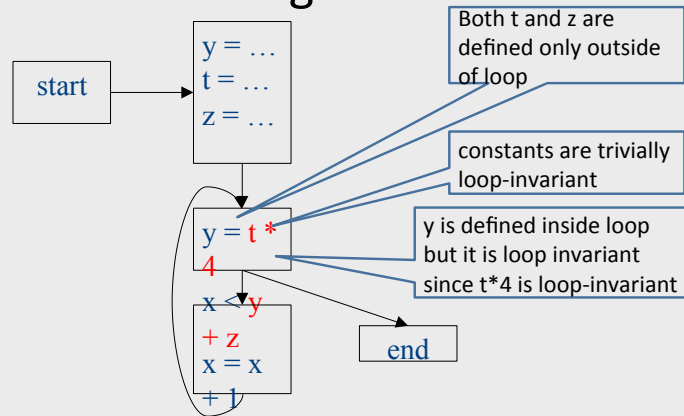 start
y = …
t = …
z = …
Both t and z are
defined only outside
of loop
constants are trivially
loop-invariant
y = t *
4
x < y
+ z
y is defined inside loop
but it is loop invariant
since t*4 is loop-invariant
x = x
+ 1
end